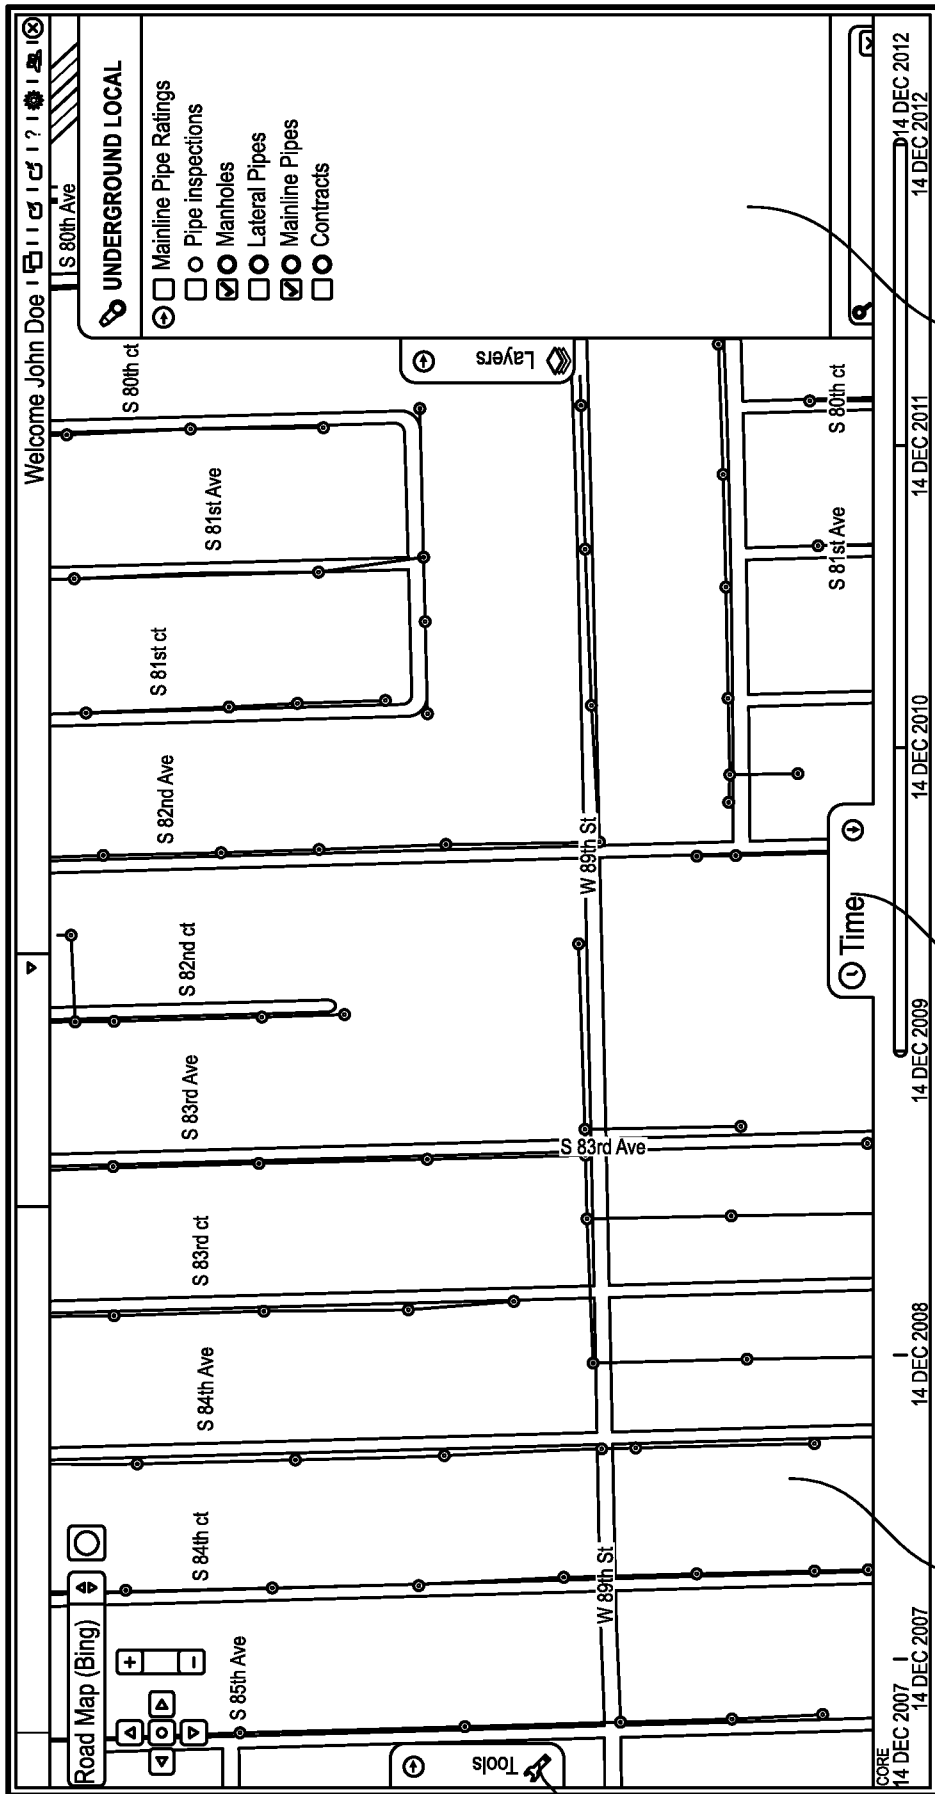 Welcome John Doe
?
Road Map (Bing)
+
−
S 85th Ave
S 84th ct
S 84th Ave
S 83rd ct
S 83rd Ave
S 82nd ct
S 82nd Ave
S 81st ct
S 81st Ave
S 80th ct
S 80th Ave
UNDERGROUND LOCAL
Mainline Pipe Ratings
Pipe inspections
Manholes
Lateral Pipes
Mainline Pipes
Contracts
Layers
Tools
W 89th St
S 83rd Ave
W 89th St
S 81st Ave
S 80th ct
Time
CORE
14 DEC 2007
14 DEC 2012
14 DEC 2007
14 DEC 2008
14 DEC 2009
14 DEC 2010
14 DEC 2011
14 DEC 2012